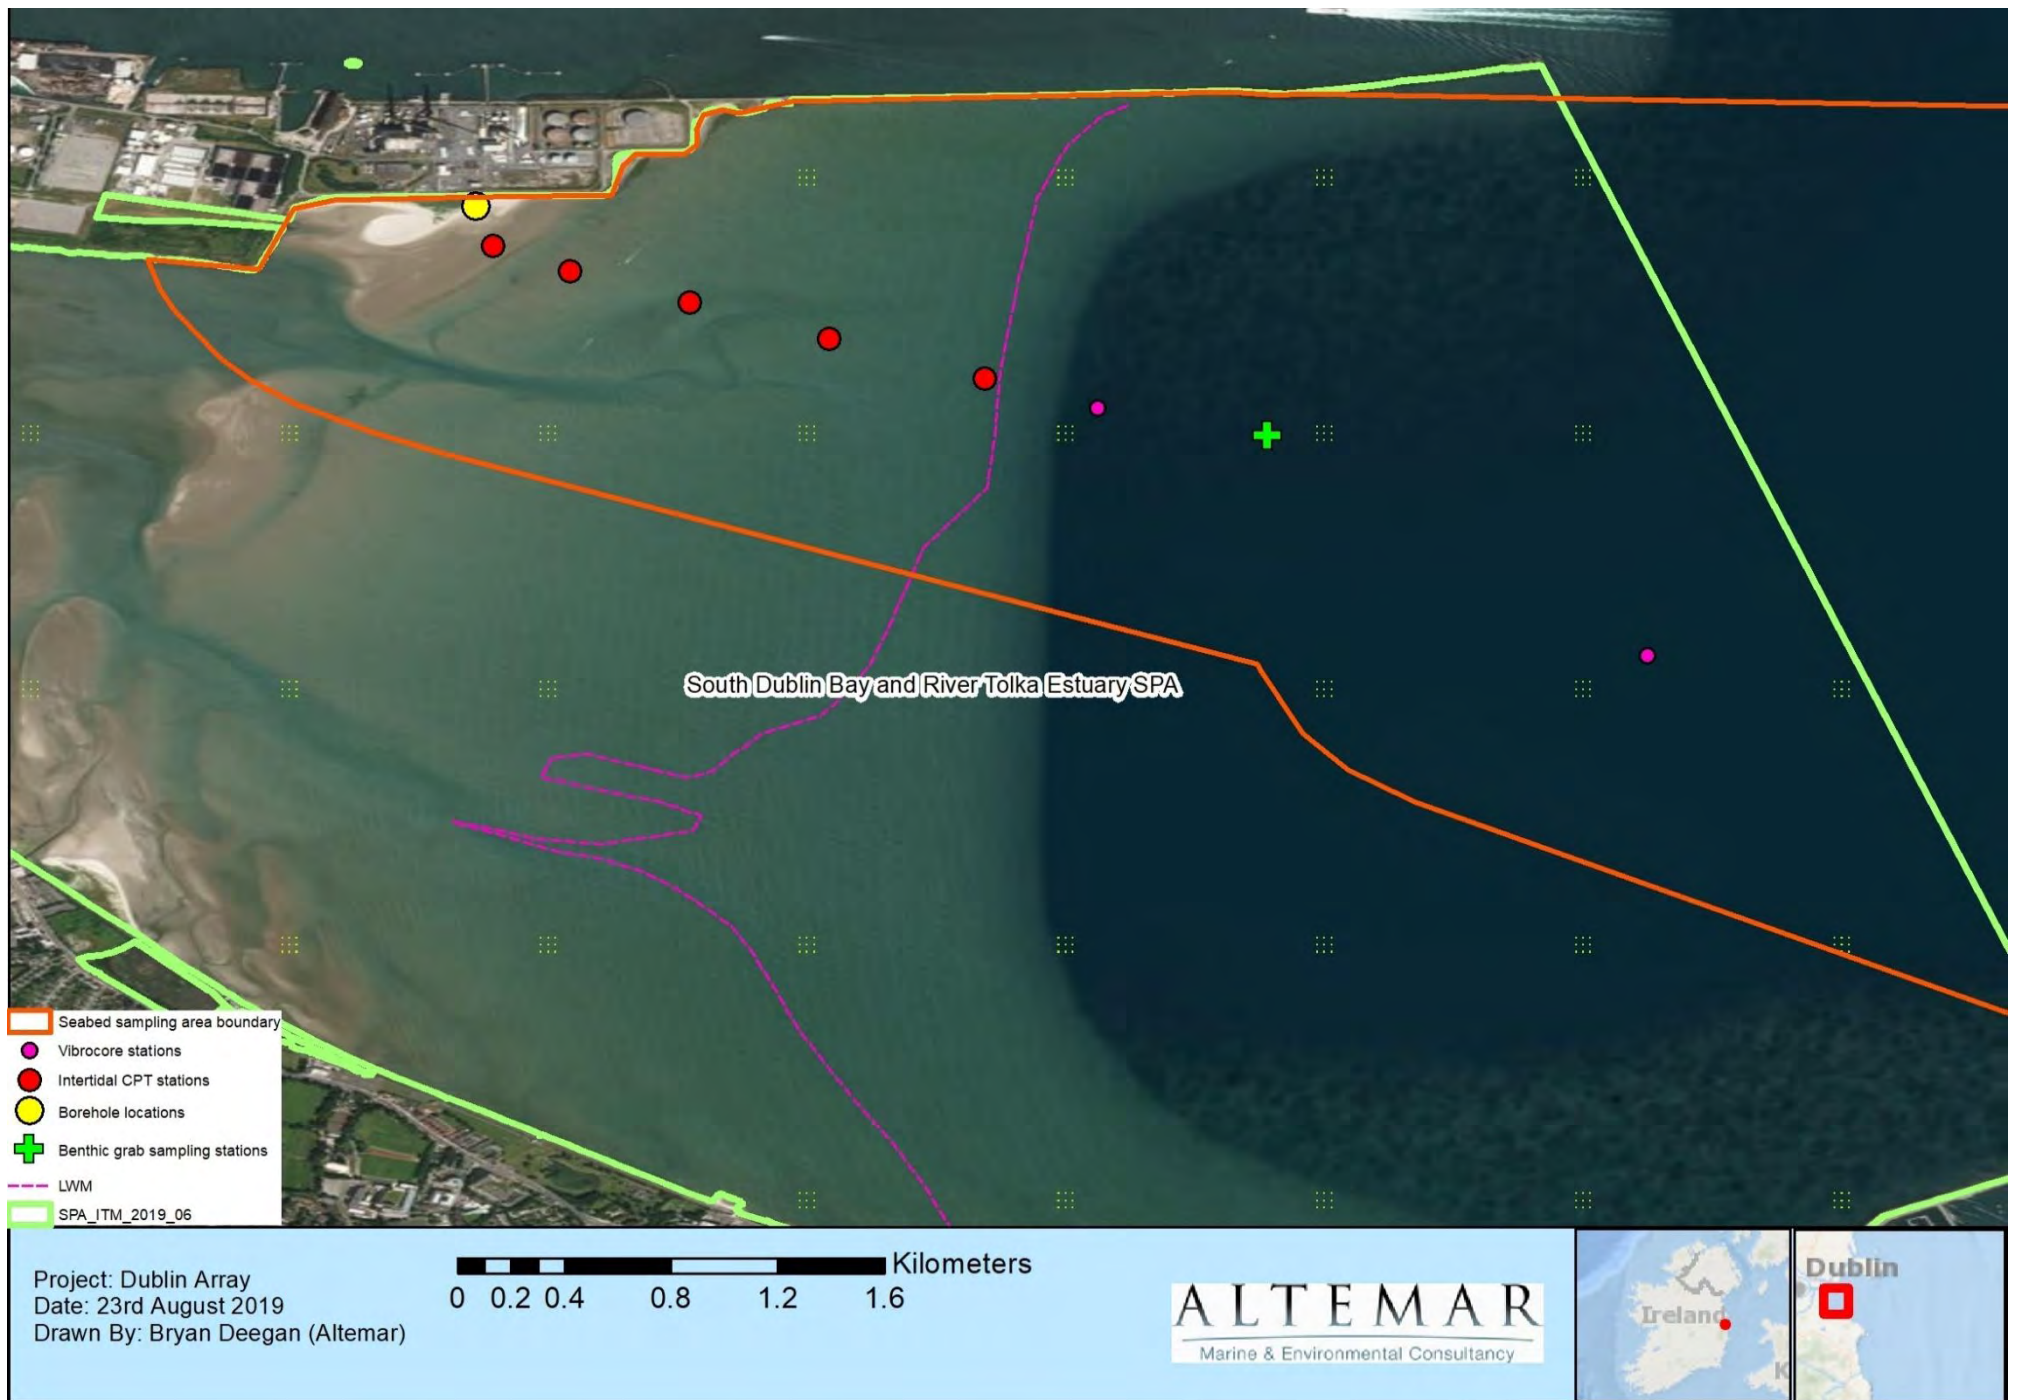 South Dublin Bay and River Tolka Estuary SPA
Seabed sampling area boundary
Vibrocore stations
Intertidal CPT stations
Borehole locations
Benthic grab sampling stations
LWM
SPA_ITM_2019_06
Project: Dublin Array
Date: 23rd August 2019
Drawn By: Bryan Deegan (Altemar)
Kilometers
0 0.2 0.4 0.8 1.2 1.6
ALTEMAR
Marine & Environmental Consultancy
Ireland
K
Dublin